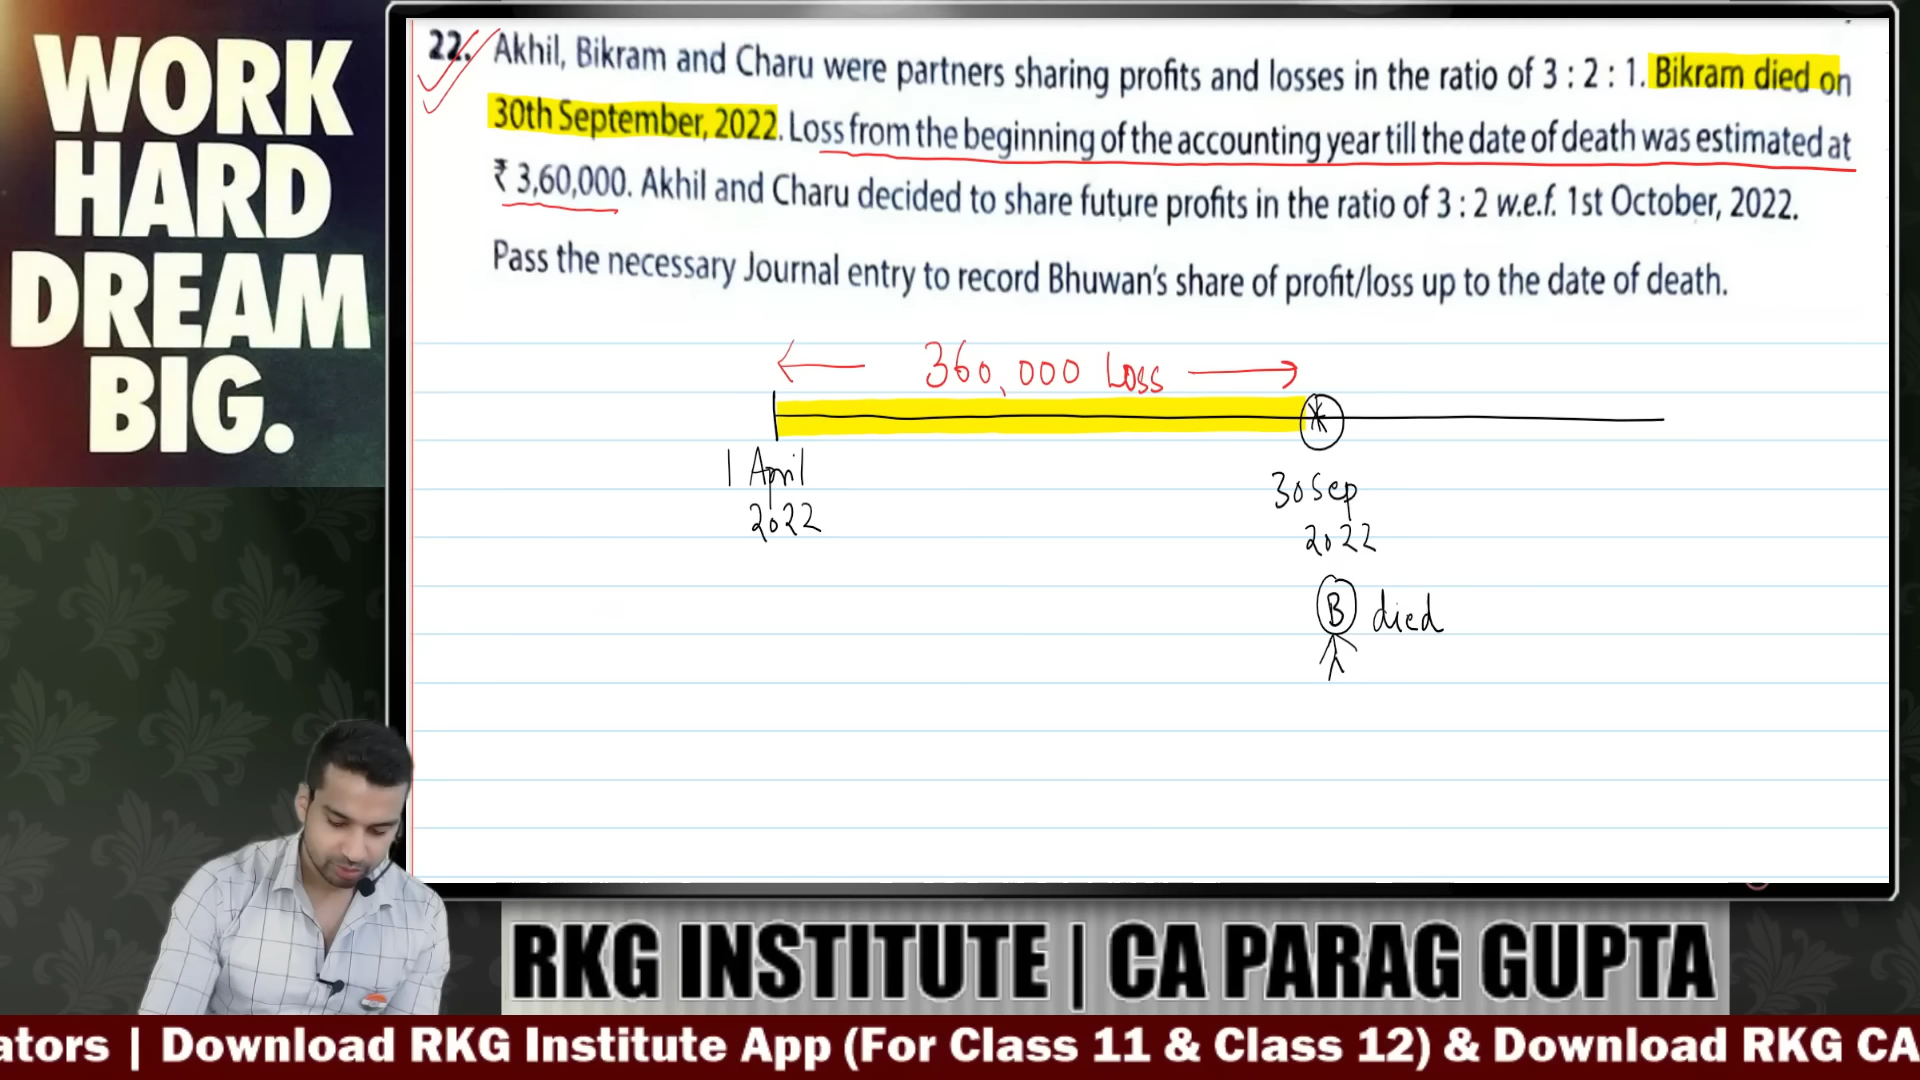 WORK
HARD
DREAM
BIG.
22. Akhil, Bikram and Charu were partners sharing profits and losses in the ratio of 3 : 2 : 1. Bikram died on
30th September, 2022. Loss from the beginning of the accounting year till the date of death was estimated at
₹ 3,60,000. Akhil and Charu decided to share future profits in the ratio of 3 : 2 w.e.f. 1st October, 2022.
Pass the necessary Journal entry to record Bhuwan's share of profit/loss up to the date of death.
360,000 Loss
1 April
2022
30 Sep
2022
B died
RKG INSTITUTE | CA PARAG GUPTA
ators | Download RKG Institute App (For Class 11 & Class 12) & Download RKG CA